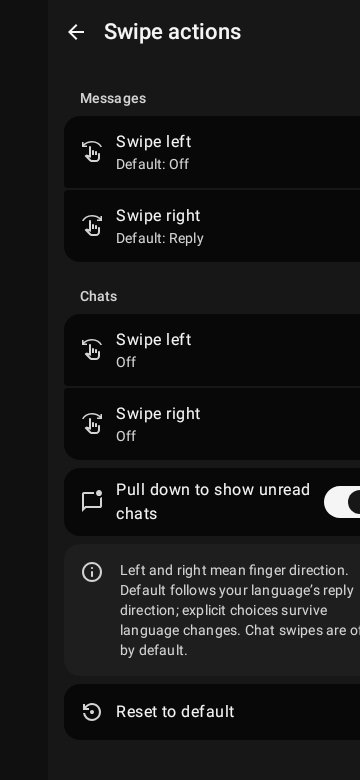 Swipe actions
Messages
Swipe left
Default: Off
Swipe right
Default: Reply
Chats
Swipe left
Off
Swipe right
Off
Pull down to show unread
chats
Left and right mean finger direction.
Default follows your language’s reply
direction; explicit choices survive
language changes. Chat swipes are
by default.
Reset to default